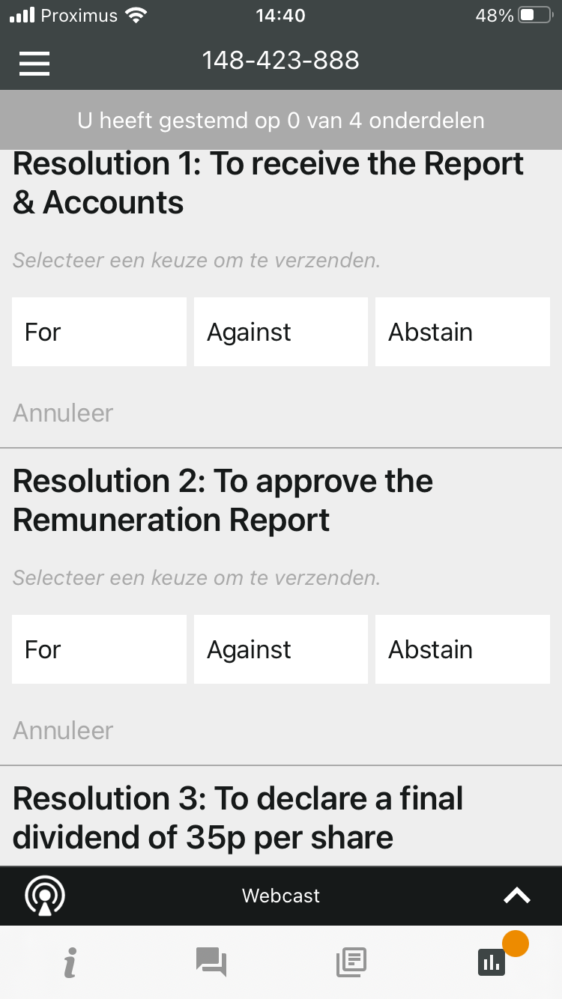 Proximus 14:40 48%
148-423-888
U heeft gestemd op 0 van 4 onderdelen
Resolution 1: To receive the Report
& Accounts
Selecteer een keuze om te verzenden.
For Against Abstain
Annuleer
Resolution 2: To approve the
Remuneration Report
Selecteer een keuze om te verzenden.
For Against Abstain
Annuleer
Resolution 3: To declare a final
dividend of 35p per share
Webcast